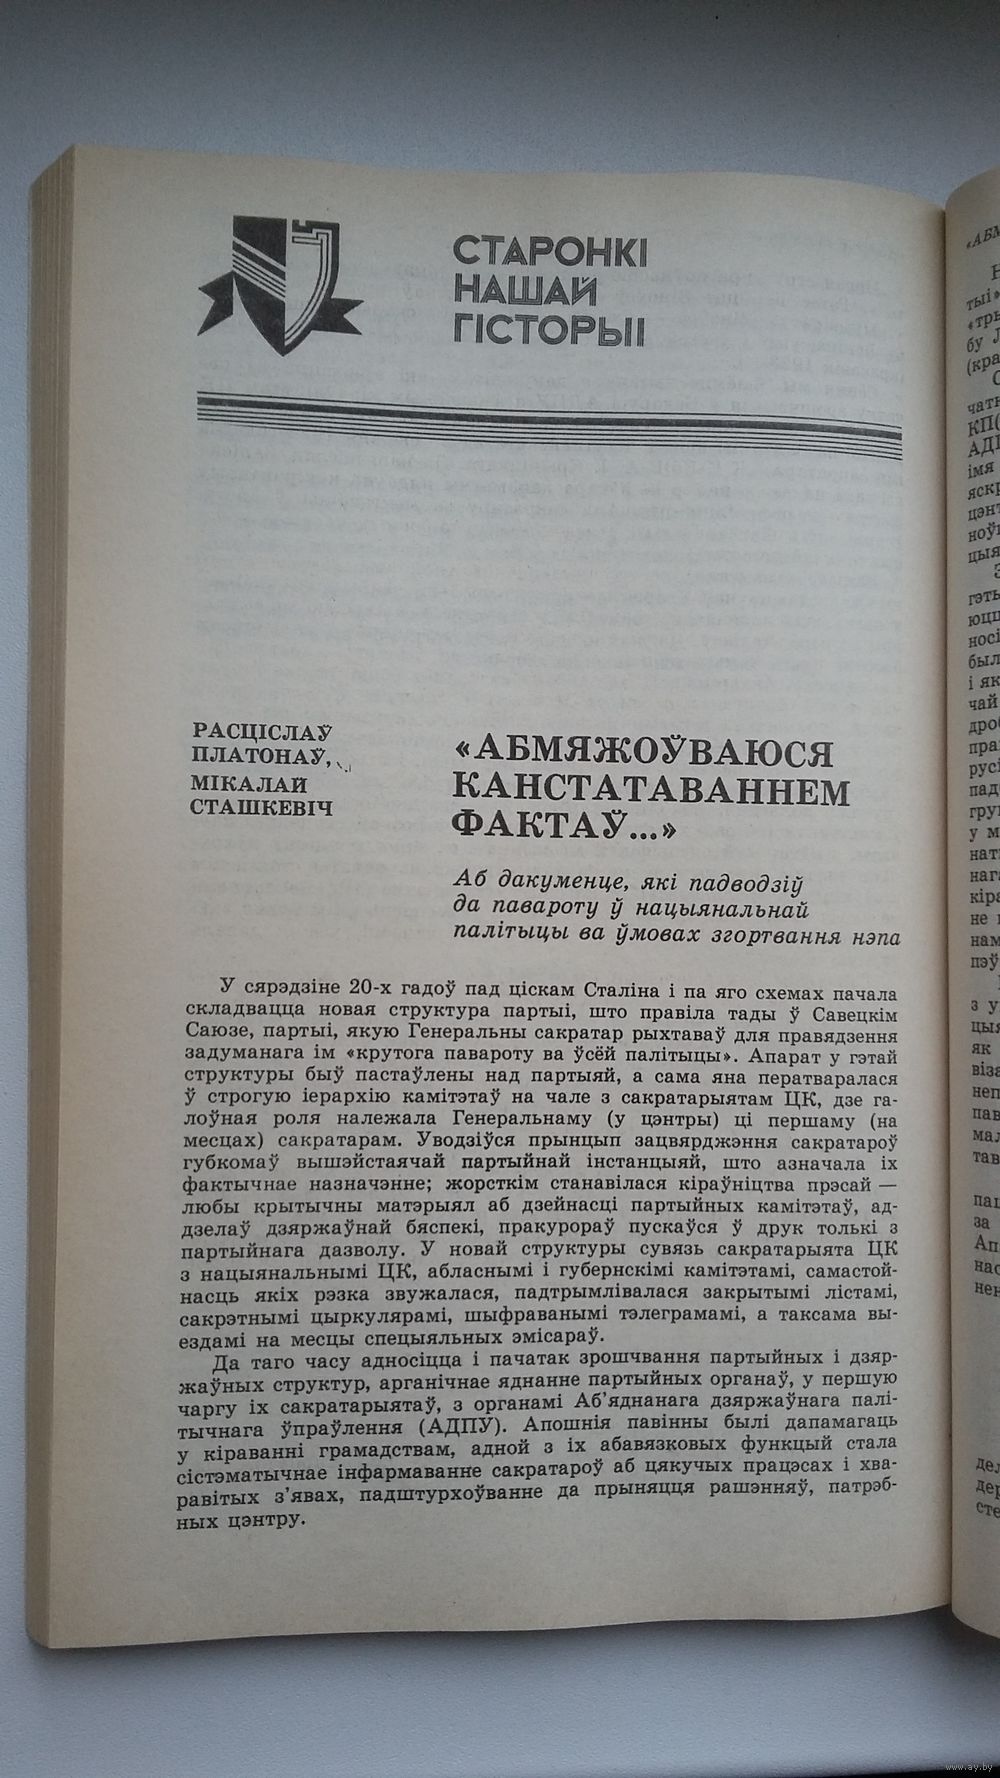 СТАРОНКІ
НАШАЙ
ГІСТОРЫІ
РАСЦІСЛАЎ
ПЛАТОНАЎ,
МІКАЛАЙ
СТАШКЕВІЧ
«АБМЯЖОЎВАЮСЯ
КАНСТАТАВАННЕМ
ФАКТАЎ...»
Аб дакуменце, які падводзіў
да павароту ў нацыянальнай
палітыцы ва ўмовах згортвання нэпа
У сярэдзіне 20-х гадоў пад ціскам Сталіна і па яго схемах пачала
складвацца новая структура партыі, што правіла тады ў Савецкім
Саюзе, партыі, якую Генеральны сакратар рыхтаваў для правядзення
задуманага ім «крутога павароту ва ўсёй палітыцы». Апарат у гэтай
структуры быў пастаўлены над партыяй, а сама яна ператваралася
ў строгую іерархію камітэтаў на чале з сакратарыятам ЦК, дзе га-
лоўная роля належала Генеральнаму (у цэнтры) ці першаму (на
месцах) сакратарам. Уводзіўся прынцып зацвярджэння сакратароў
губкомаў вышэйстаячай партыйнай інстанцыяй, што азначала іх
фактычнае назначэнне; жорсткім станавілася кіраўніцтва прэсай —
любы крытычны матэрыял аб дзейнасці партыйных камітэтаў, ад-
дзелаў дзяржаўнай бяспекі, пракурораў пускаўся ў друк толькі з
партыйнага дазволу. У новай структуры сувязь сакратарыята ЦК
з нацыянальнымі ЦК, абласнымі і губернскімі камітэтамі, самастой-
насць якіх рэзка звужалася, падтрымлівалася закрытымі лістамі,
сакрэтнымі цыркулярамі, шыфраванымі тэлеграмамі, а таксама вы-
ездамі на месцы спецыяльных эмісараў.
Да таго часу адносіцца і пачатак зрошчвання партыйных і дзяр-
жаўных структур, арганічнае яднанне партыйных органаў, у першую
чаргу іх сакратарыятаў, з органамі Аб'яднанага дзяржаўнага палі-
тычнага ўпраўлення (АДПУ). Апошнія павінны былі дапамагаць
у кіраванні грамадствам, адной з іх абавязковых функцый стала
сістэматычнае інфармаванне сакратароў аб цякучых працэсах і хва-
равітых з'явах, падштурхоўванне да прыняцця рашэнняў, патрэб-
ных цэнтру.
www.ay.by